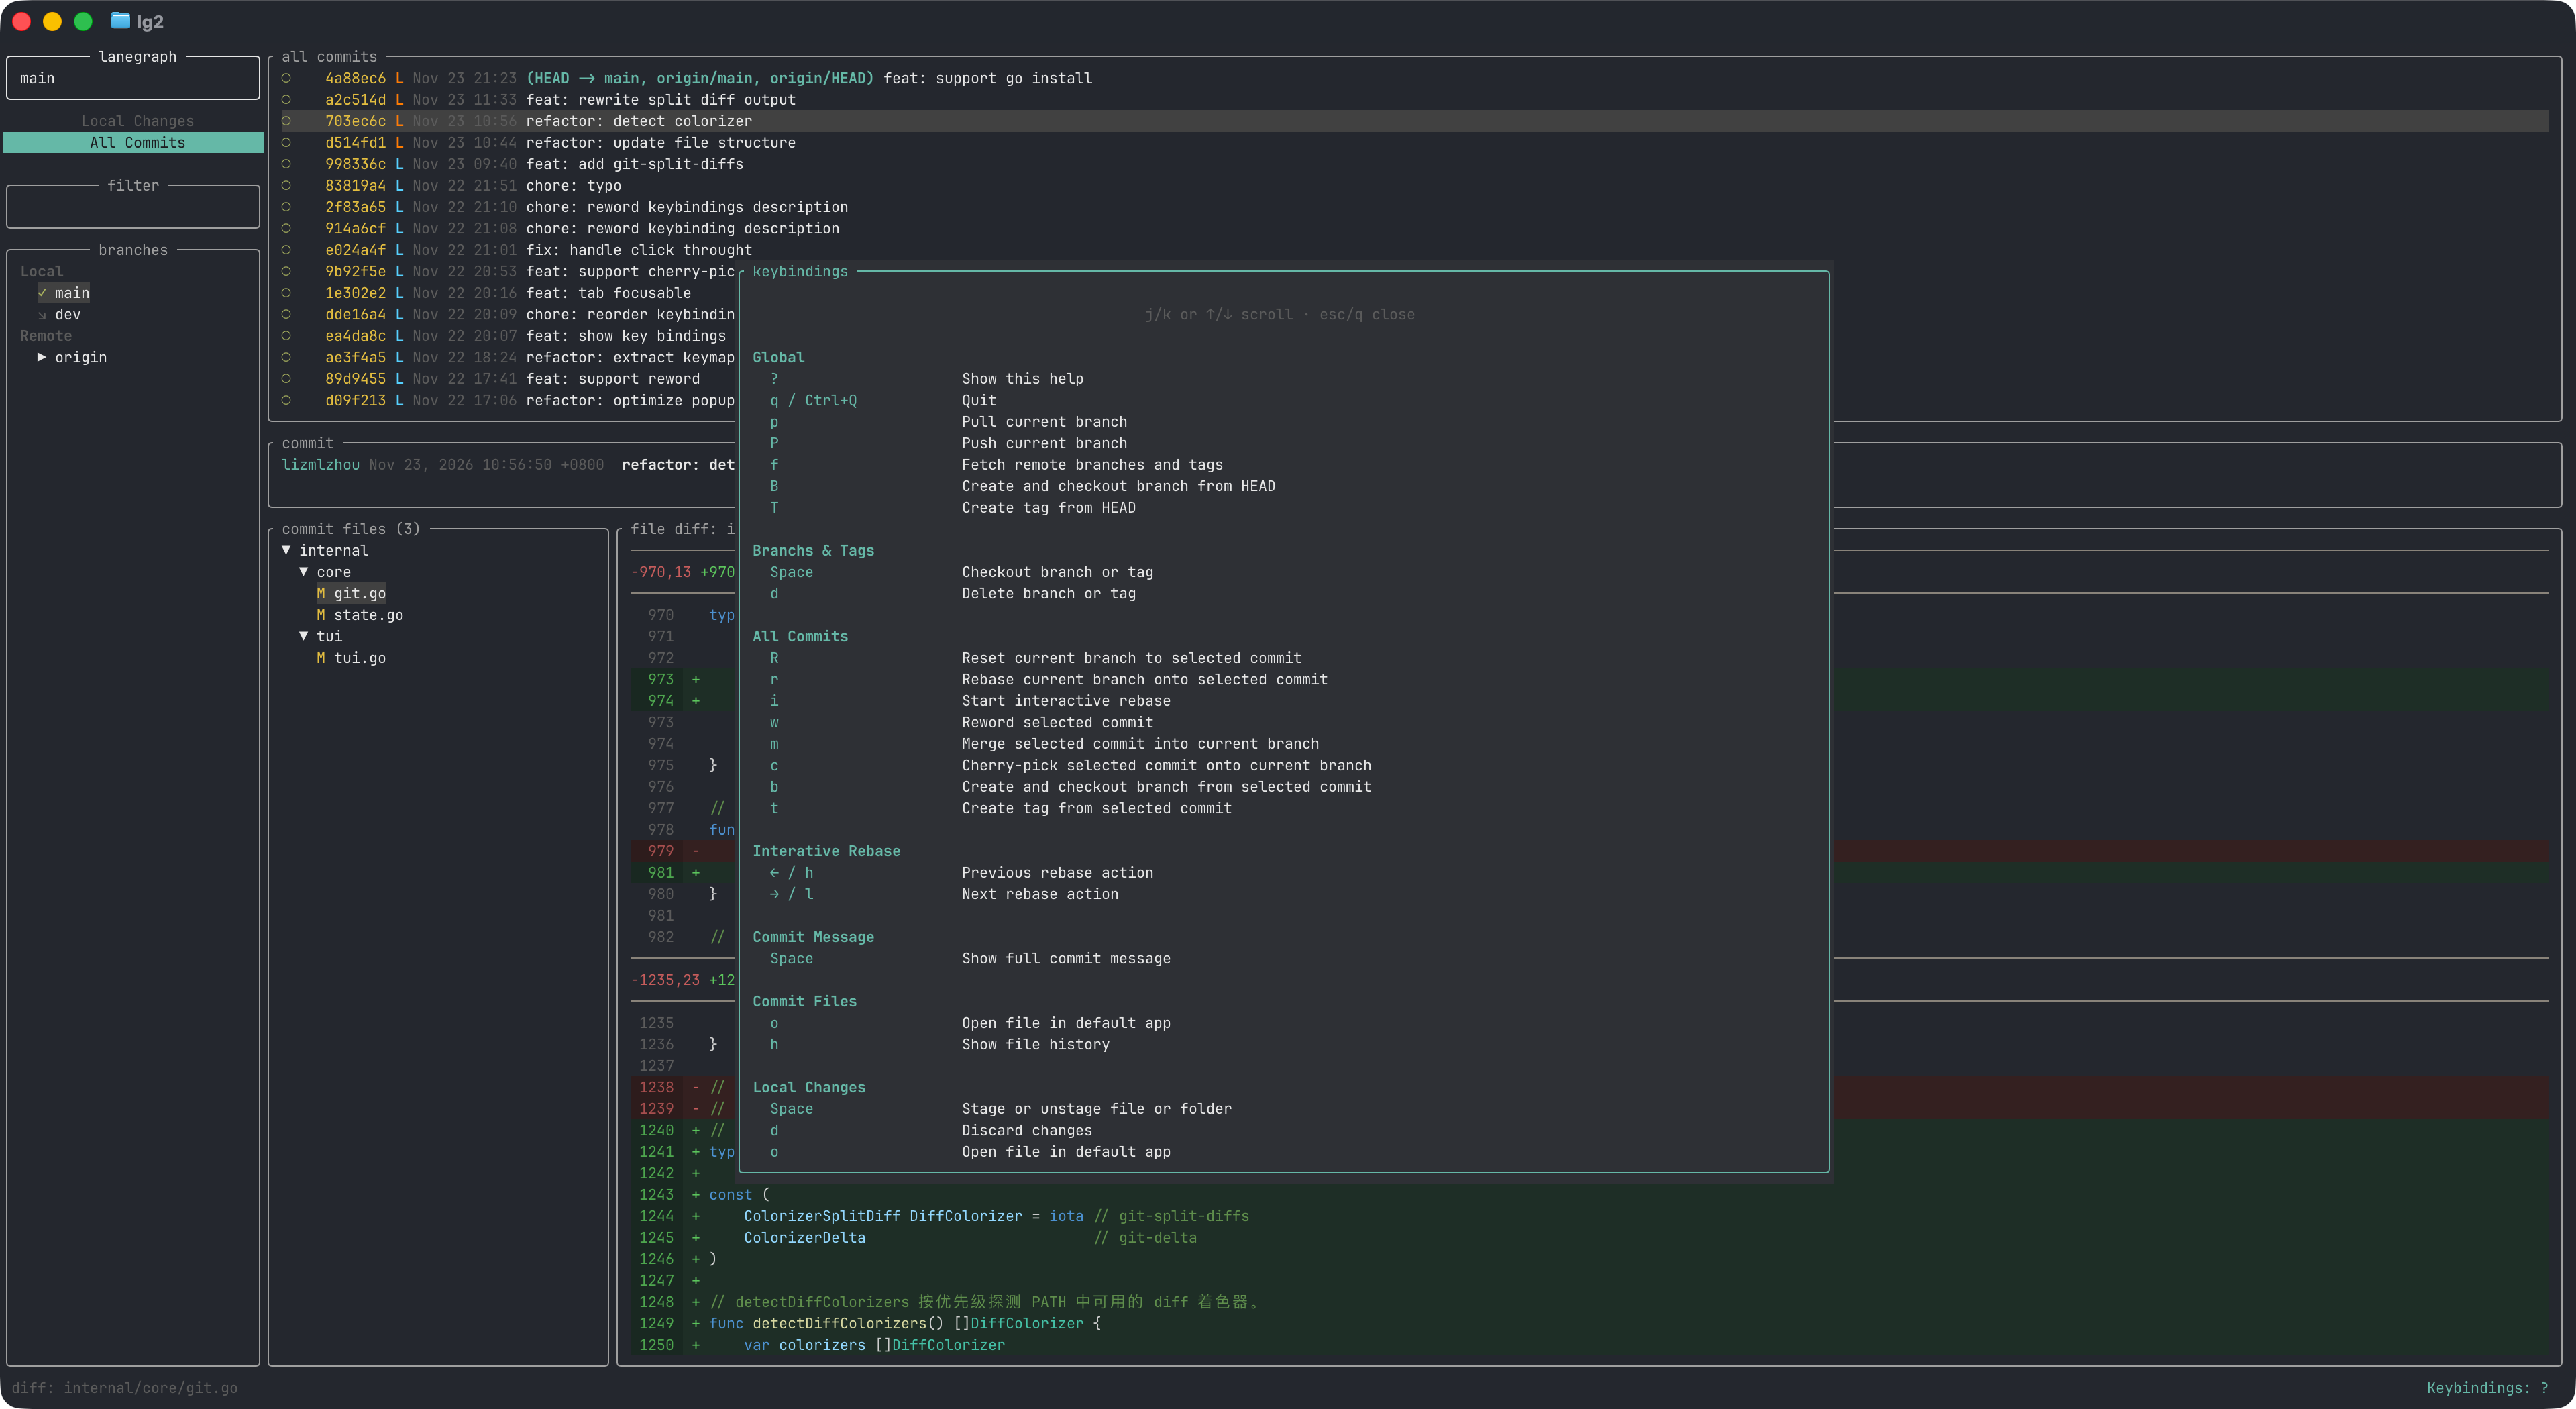 lg2
lanegraph
main
Local Changes
All Commits
filter
branches
Local
✓ main
↘ dev
Remote
▶ origin
all commits
○ 4a88ec6 L Nov 23 21:23 (HEAD → main, origin/main, origin/HEAD) feat: support go install
○ a2c514d L Nov 23 11:33 feat: rewrite split diff output
○ 703ec6c L Nov 23 10:56 refactor: detect colorizer
○ d514fd1 L Nov 23 10:44 refactor: update file structure
○ 998336c L Nov 23 09:40 feat: add git-split-diffs
○ 83819a4 L Nov 22 21:51 chore: typo
○ 2f83a65 L Nov 22 21:10 chore: reword keybindings description
○ 914a6cf L Nov 22 21:08 chore: reword keybinding description
○ e024a4f L Nov 22 21:01 fix: handle click throught
○ 9b92f5e L Nov 22 20:53 feat: support cherry-pic
○ 1e302e2 L Nov 22 20:16 feat: tab focusable
○ dde16a4 L Nov 22 20:09 chore: reorder keybindin
○ ea4da8c L Nov 22 20:07 feat: show key bindings
○ ae3f4a5 L Nov 22 18:24 refactor: extract keymap
○ 89d9455 L Nov 22 17:41 feat: support reword
○ d09f213 L Nov 22 17:06 refactor: optimize popup
commit
lizmlzhou Nov 23, 2026 10:56:50 +0800 refactor: det
commit files (3)
▼ internal
▼ core
M git.go
M state.go
▼ tui
M tui.go
file diff: i
-970,13 +970
970 typ
971
972
973 +
974 +
973
974
975 }
976
977 //
978 fun
979 -
981 +
980 }
981
982 //
-1235,23 +12
1235
1236 }
1237
1238 - //
1239 - //
1240 + //
1241 + typ
1242 +
1243 + const (
1244 + ColorizerSplitDiff DiffColorizer = iota // git-split-diffs
1245 + ColorizerDelta // git-delta
1246 + )
1247 +
1248 + // detectDiffColorizers 按优先级探测 PATH 中可用的 diff 着色器。
1249 + func detectDiffColorizers() []DiffColorizer {
1250 + var colorizers []DiffColorizer
keybindings
j/k or ↑/↓ scroll · esc/q close
Global
? Show this help
q / Ctrl+Q Quit
p Pull current branch
P Push current branch
f Fetch remote branches and tags
B Create and checkout branch from HEAD
T Create tag from HEAD
Branchs & Tags
Space Checkout branch or tag
d Delete branch or tag
All Commits
R Reset current branch to selected commit
r Rebase current branch onto selected commit
i Start interactive rebase
w Reword selected commit
m Merge selected commit into current branch
c Cherry-pick selected commit onto current branch
b Create and checkout branch from selected commit
t Create tag from selected commit
Interative Rebase
← / h Previous rebase action
→ / l Next rebase action
Commit Message
Space Show full commit message
Commit Files
o Open file in default app
h Show file history
Local Changes
Space Stage or unstage file or folder
d Discard changes
o Open file in default app
diff: internal/core/git.go
Keybindings: ?